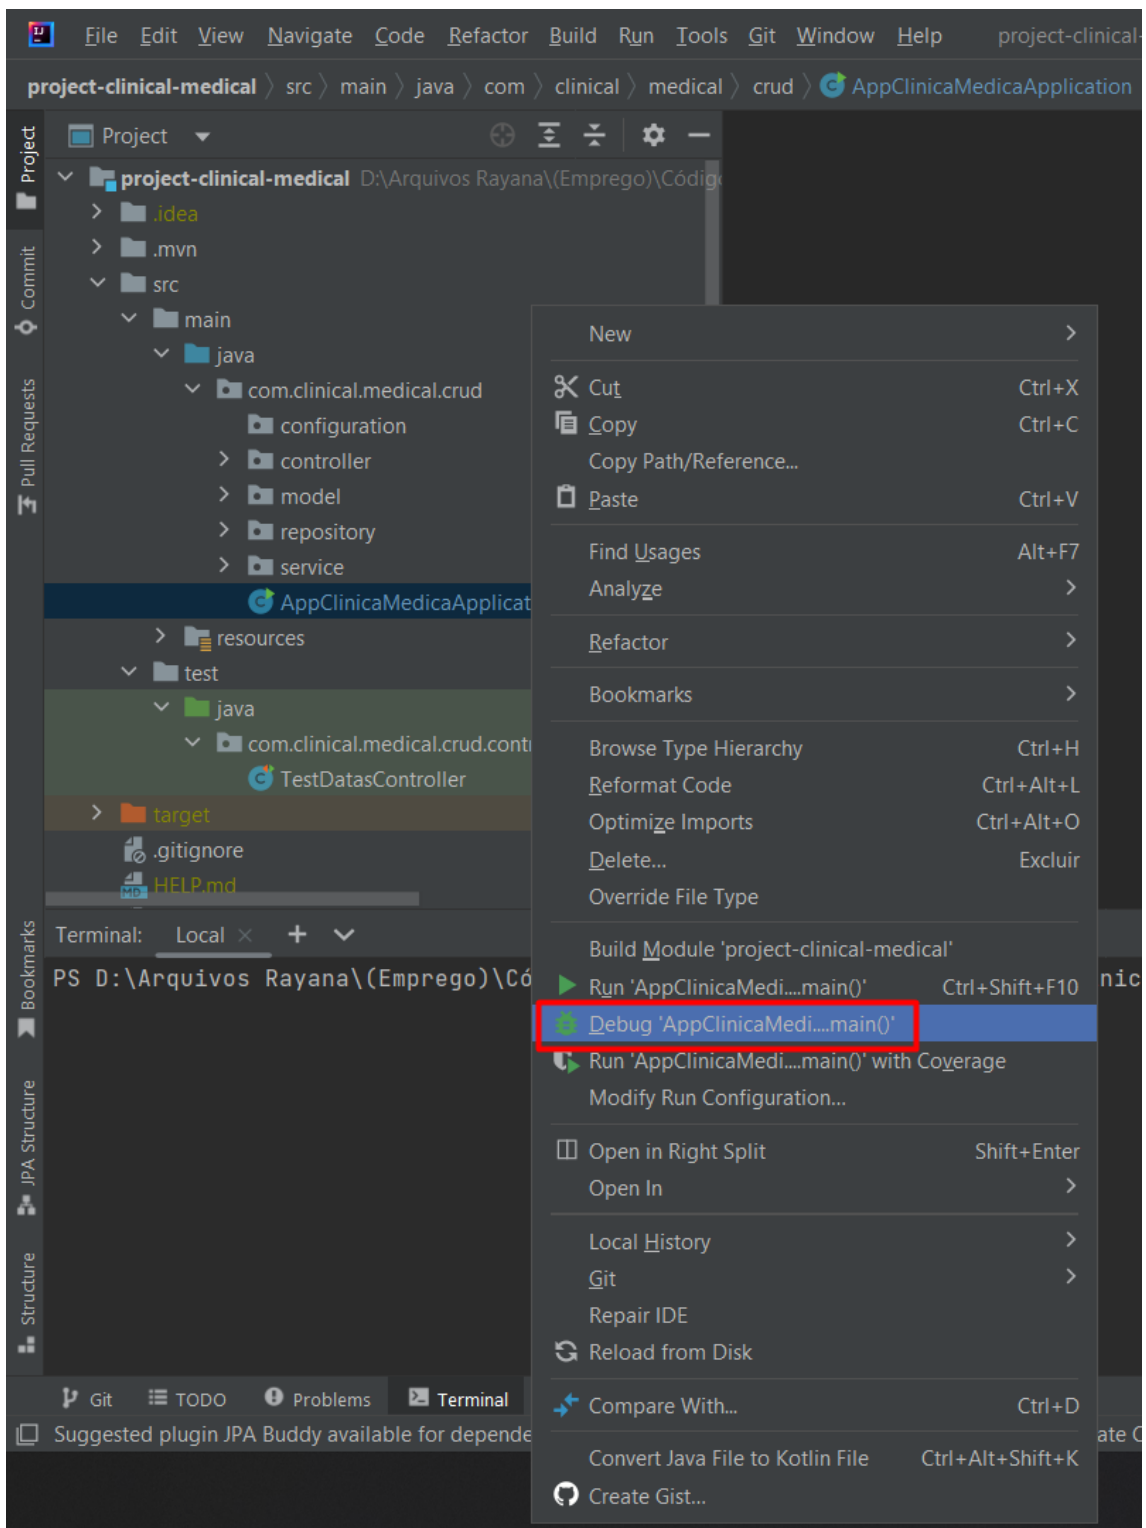 File Edit View Navigate Code Refactor Build Run Tools Git Window Help project-clinical-
project-clinical-medical src main java com clinical medical crud AppClinicaMedicaApplication
Project
Project
Commit
Pull Requests
project-clinical-medical D:\Arquivos Rayana\(Emprego)\Códig
.idea
.mvn
src
main
java
com.clinical.medical.crud
configuration
controller
model
repository
service
AppClinicaMedicaApplicat
resources
test
java
com.clinical.medical.crud.contr
TestDatasController
target
.gitignore
HELP.md
New
Cut Ctrl+X
Copy Ctrl+C
Copy Path/Reference...
Paste Ctrl+V
Find Usages Alt+F7
Analyze
Refactor
Bookmarks
Browse Type Hierarchy Ctrl+H
Reformat Code Ctrl+Alt+L
Optimize Imports Ctrl+Alt+O
Delete... Excluir
Override File Type
Build Module 'project-clinical-medical'
Run 'AppClinicaMedi....main()' Ctrl+Shift+F10
Debug 'AppClinicaMedi....main()'
Run 'AppClinicaMedi....main()' with Coverage
Modify Run Configuration...
Open in Right Split Shift+Enter
Open In
Local History
Git
Repair IDE
Reload from Disk
Compare With... Ctrl+D
Convert Java File to Kotlin File Ctrl+Alt+Shift+K
Create Gist...
Terminal: Local
PS D:\Arquivos Rayana\(Emprego)\Có nic
Bookmarks
JPA Structure
Structure
Git TODO Problems Terminal
Suggested plugin JPA Buddy available for depende ate C